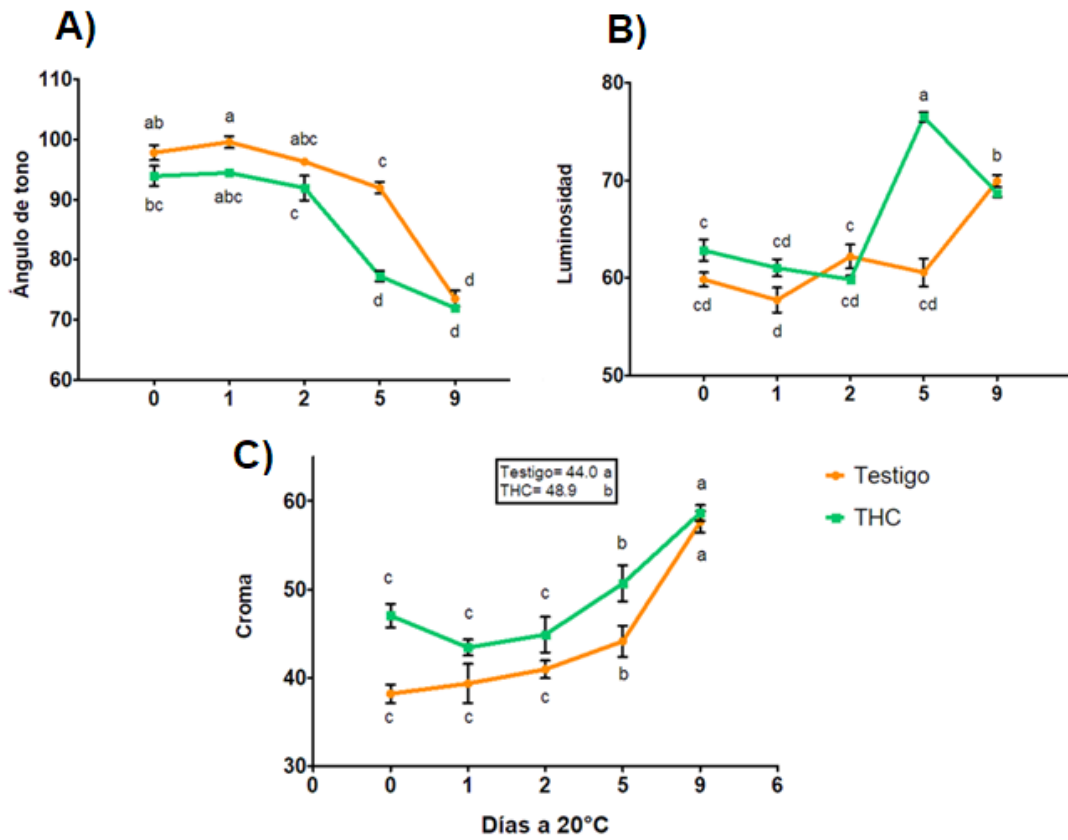 A)
110
100
90
80
70
60
Ángulo de tono
ab
a
abc
c
d
bc
abc
c
d
d
0 1 2 5 9
B)
80
70
60
50
Luminosidad
c
cd
c
a
b
cd
d
cd
cd
0 1 2 5 9
C)
Testigo= 44.0 a
THC= 48.9 b
60
50
40
30
Croma
c
c
c
b
a
c
c
c
b
a
0 0 1 2 5 9 6
Días a 20°C
Testigo
THC